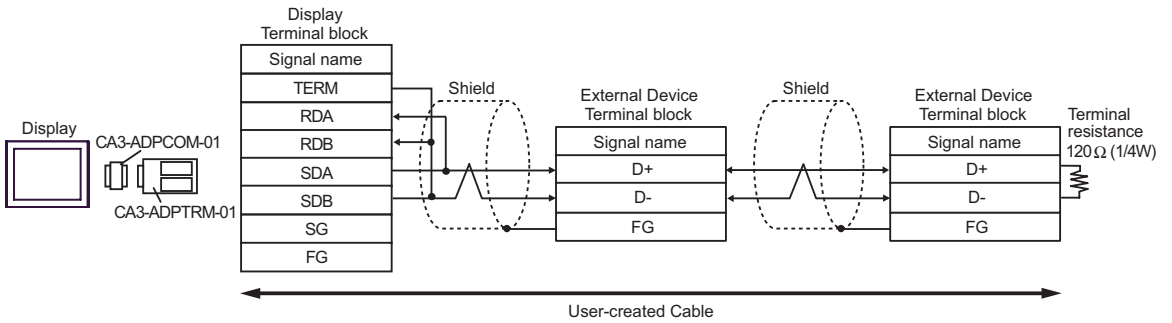 Display
CA3-ADPCOM-01
CA3-ADPTRM-01
Display
Terminal block
Signal name
TERM
RDA
RDB
SDA
SDB
SG
FG
Shield
External Device
Terminal block
Signal name
D+
D-
FG
Shield
External Device
Terminal block
Signal name
D+
D-
FG
Terminal
resistance
120Ω (1/4W)
User-created Cable